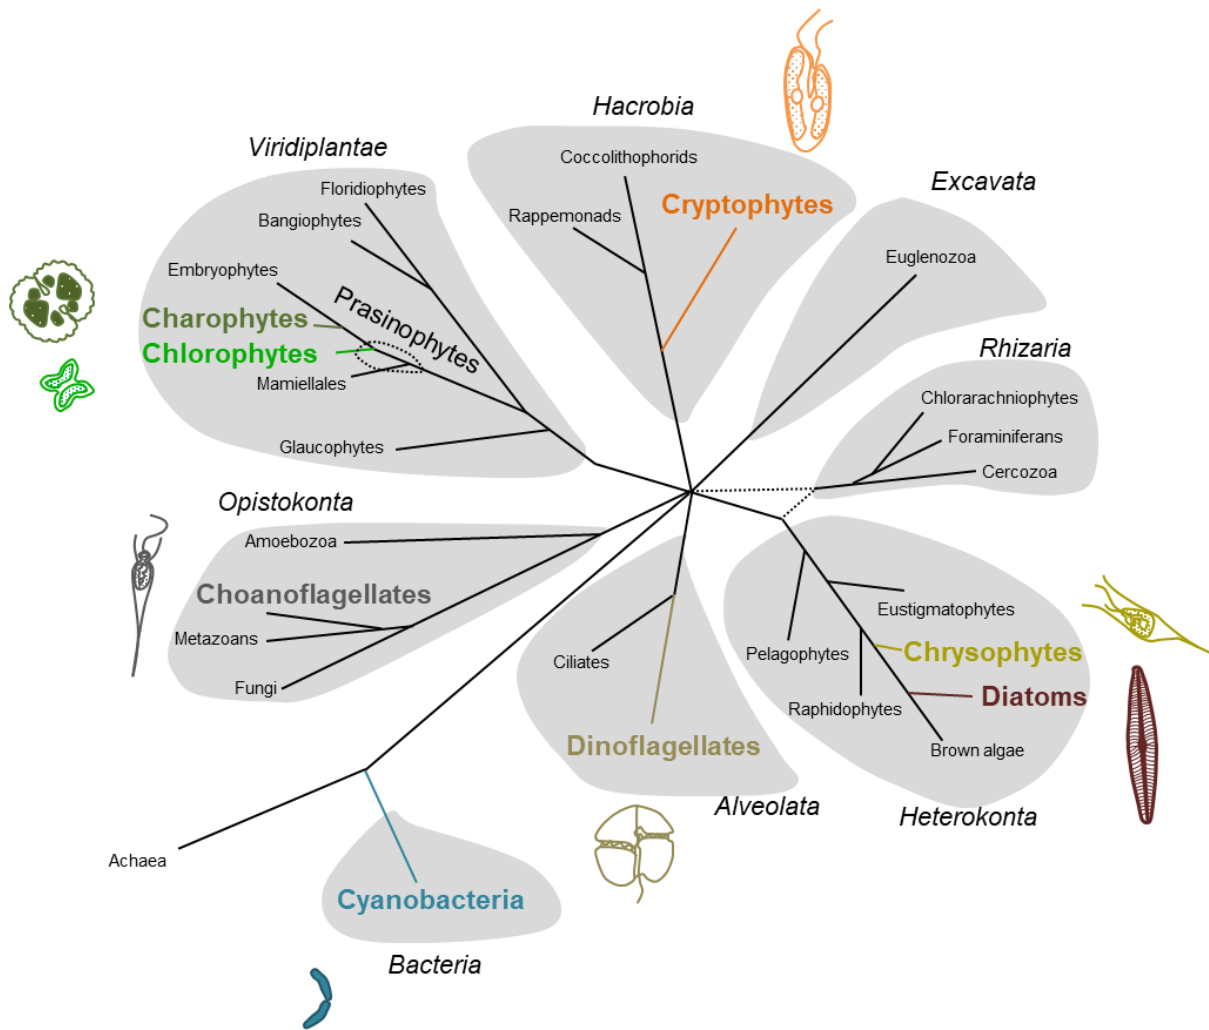 Hacrobia
Coccolithophorids
Rappemonads
Cryptophytes
Viridiplantae
Floridiophytes
Bangiophytes
Embryophytes
Charophytes
Chlorophytes
Prasinophytes
Mamiellales
Glaucophytes
Excavata
Euglenozoa
Rhizaria
Chlorarachniophytes
Foraminiferans
Cercozoa
Opistokonta
Amoebozoa
Choanoflagellates
Metazoans
Fungi
Ciliates
Dinoflagellates
Alveolata
Eustigmatophytes
Pelagophytes
Chrysophytes
Raphidophytes
Diatoms
Brown algae
Heterokonta
Achaea
Cyanobacteria
Bacteria